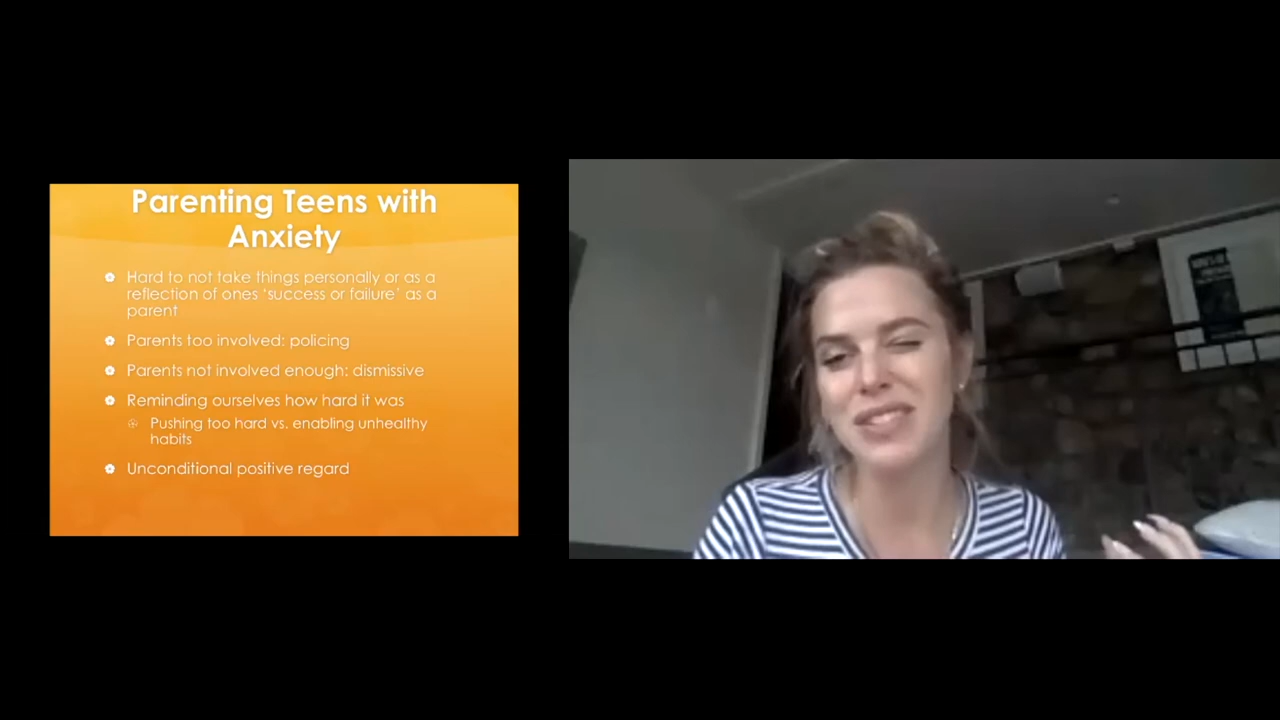 Parenting Teens with
Anxiety
Hard to not take things personally or as a
reflection of ones ‘success or failure’ as a
parent
Parents too involved: policing
Parents not involved enough: dismissive
Reminding ourselves how hard it was
Pushing too hard vs. enabling unhealthy
habits
Unconditional positive regard